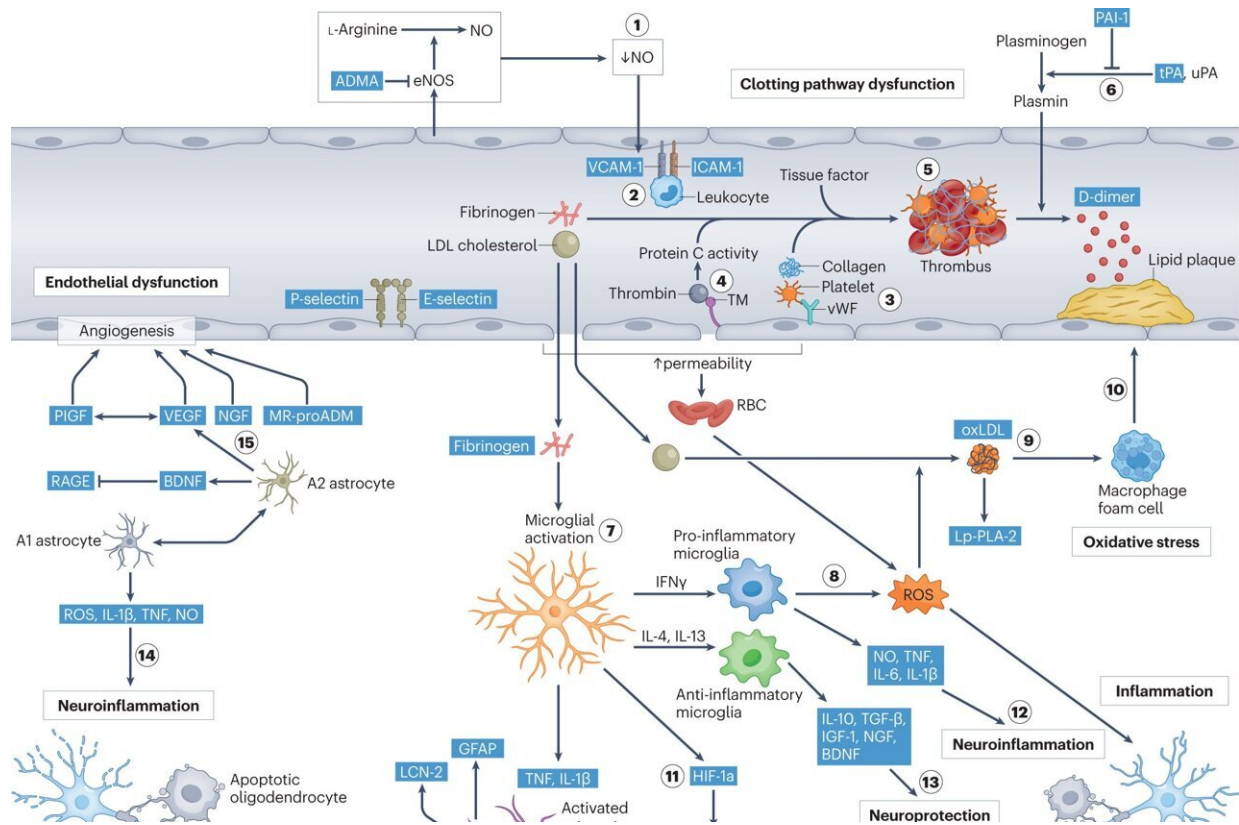 L-Arginine
NO
ADMA
eNOS
1
↓NO
Clotting pathway dysfunction
PAI-1
Plasminogen
tPA, uPA
6
Plasmin
VCAM-1
ICAM-1
2
Leukocyte
Tissue factor
5
Fibrinogen
LDL cholesterol
Protein C activity
Thrombin
4
TM
Collagen
Platelet
3
vWF
Thrombus
D-dimer
Lipid plaque
Endothelial dysfunction
P-selectin
E-selectin
Angiogenesis
↑permeability
RBC
PIGF
VEGF
NGF
MR-proADM
15
RAGE
BDNF
A2 astrocyte
A1 astrocyte
ROS, IL-1β, TNF, NO
14
Neuroinflammation
Fibrinogen
oxLDL
9
10
Macrophage
foam cell
Lp-PLA-2
Oxidative stress
Microglial
activation
7
Pro-inflammatory
microglia
IFNγ
8
ROS
IL-4, IL-13
Anti-inflammatory
microglia
NO, TNF,
IL-6, IL-1β
12
Neuroinflammation
Inflammation
IL-10, TGF-β,
IGF-1, NGF,
BDNF
13
Neuroprotection
LCN-2
GFAP
TNF, IL-1β
11
HIF-1a
Activated
Apoptotic
oligodendrocyte